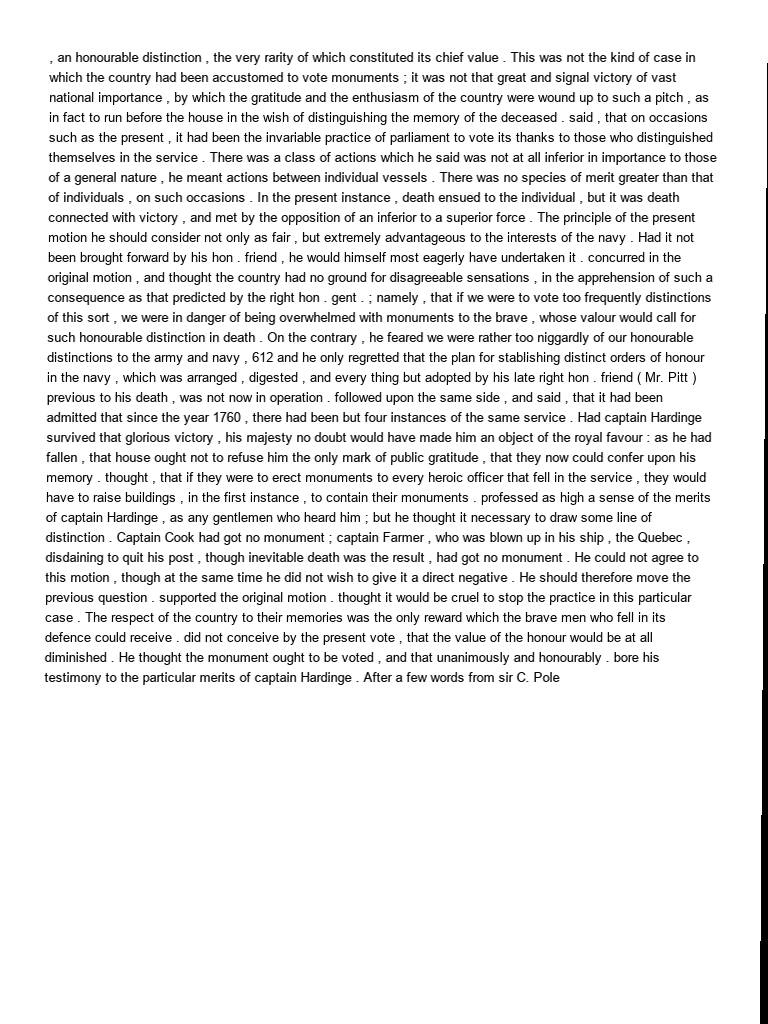 , an honourable distinction , the very rarity of which constituted its chief value . This was not the kind of case in
which the country had been accustomed to vote monuments ; it was not that great and signal victory of vast
national importance , by which the gratitude and the enthusiasm of the country were wound up to such a pitch , as
in fact to run before the house in the wish of distinguishing the memory of the deceased . said , that on occasions
such as the present , it had been the invariable practice of parliament to vote its thanks to those who distinguished
themselves in the service . There was a class of actions which he said was not at all inferior in importance to those
of a general nature , he meant actions between individual vessels . There was no species of merit greater than that
of individuals , on such occasions . In the present instance , death ensued to the individual , but it was death
connected with victory , and met by the opposition of an inferior to a superior force . The principle of the present
motion he should consider not only as fair , but extremely advantageous to the interests of the navy . Had it not
been brought forward by his hon . friend , he would himself most eagerly have undertaken it . concurred in the
original motion , and thought the country had no ground for disagreeable sensations , in the apprehension of such a
consequence as that predicted by the right hon . gent . ; namely , that if we were to vote too frequently distinctions
of this sort , we were in danger of being overwhelmed with monuments to the brave , whose valour would call for
such honourable distinction in death . On the contrary , he feared we were rather too niggardly of our honourable
distinctions to the army and navy , 612 and he only regretted that the plan for stablishing distinct orders of honour
in the navy , which was arranged , digested , and every thing but adopted by his late right hon . friend ( Mr. Pitt )
previous to his death , was not now in operation . followed upon the same side , and said , that it had been
admitted that since the year 1760 , there had been but four instances of the same service . Had captain Hardinge
survived that glorious victory , his majesty no doubt would have made him an object of the royal favour : as he had
fallen , that house ought not to refuse him the only mark of public gratitude , that they now could confer upon his
memory . thought , that if they were to erect monuments to every heroic officer that fell in the service , they would
have to raise buildings , in the first instance , to contain their monuments . professed as high a sense of the merits
of captain Hardinge , as any gentlemen who heard him ; but he thought it necessary to draw some line of
distinction . Captain Cook had got no monument ; captain Farmer , who was blown up in his ship , the Quebec ,
disdaining to quit his post , though inevitable death was the result , had got no monument . He could not agree to
this motion , though at the same time he did not wish to give it a direct negative . He should therefore move the
previous question . supported the original motion . thought it would be cruel to stop the practice in this particular
case . The respect of the country to their memories was the only reward which the brave men who fell in its
defence could receive . did not conceive by the present vote , that the value of the honour would be at all
diminished . He thought the monument ought to be voted , and that unanimously and honourably . bore his
testimony to the particular merits of captain Hardinge . After a few words from sir C. Pole